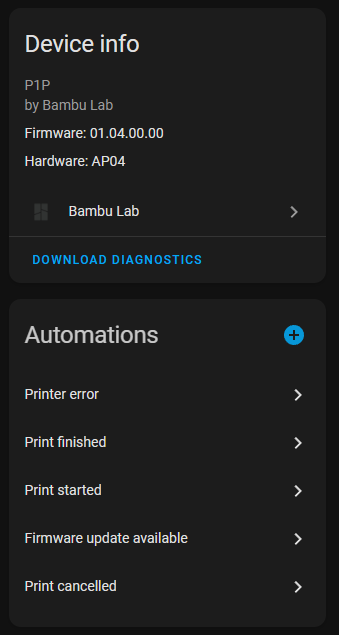 Device info
P1P
by Bambu Lab
Firmware: 01.04.00.00
Hardware: AP04
Bambu Lab
DOWNLOAD DIAGNOSTICS
Automations
Printer error
Print finished
Print started
Firmware update available
Print cancelled